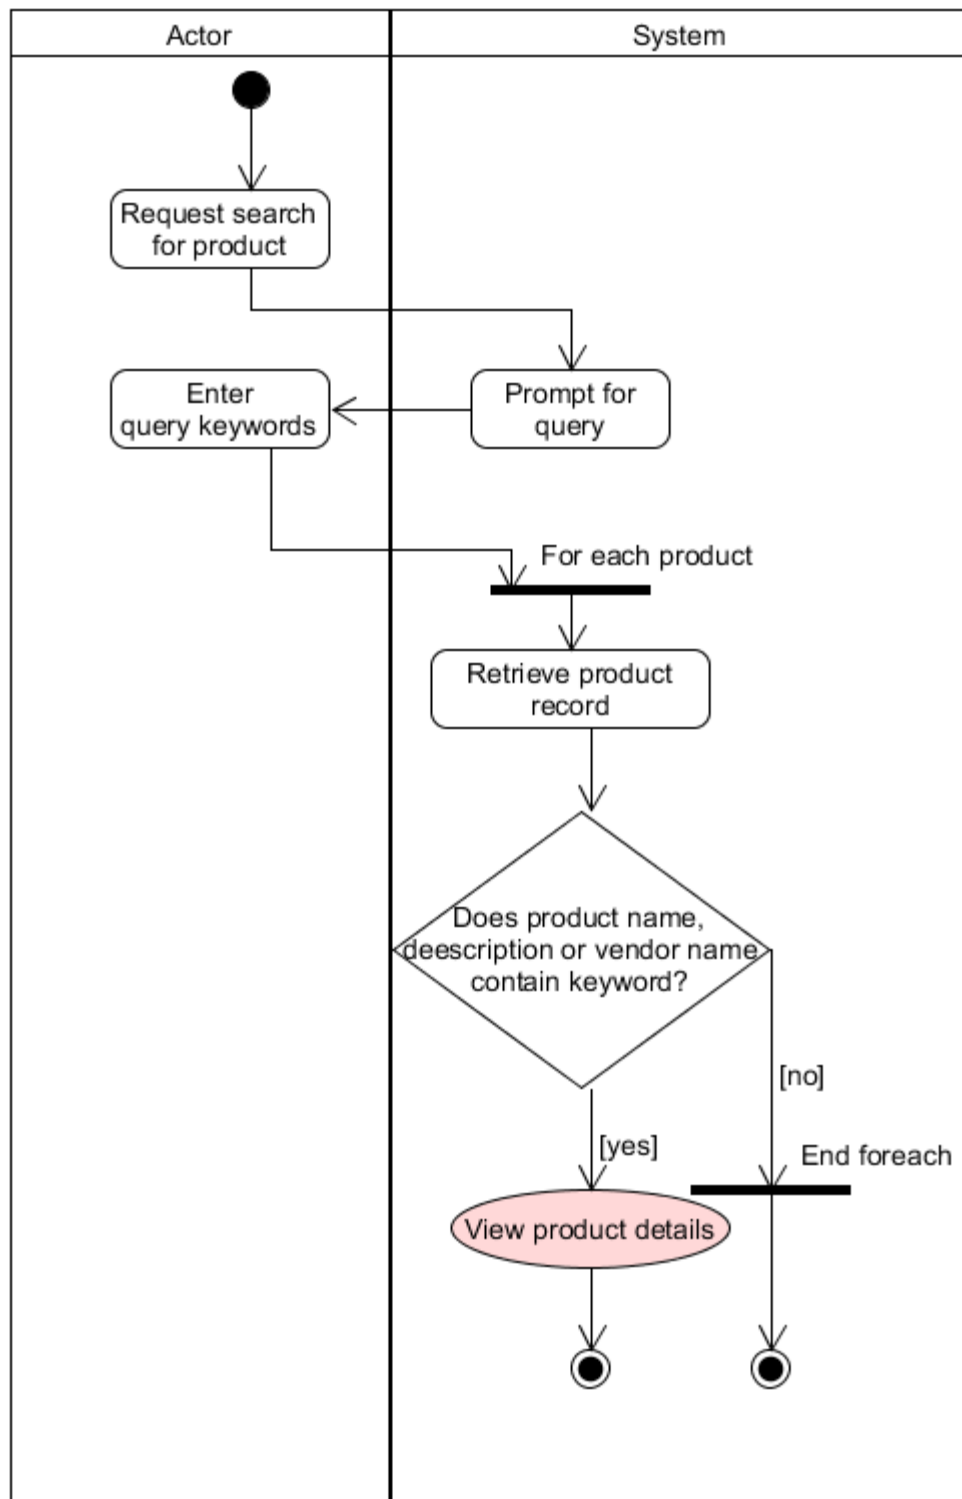 Actor
System
Request search
for product
Enter
query keywords
Prompt for
query
For each product
Retrieve product
record
Does product name,
deescription or vendor name
contain keyword?
[no]
[yes]
End foreach
View product details